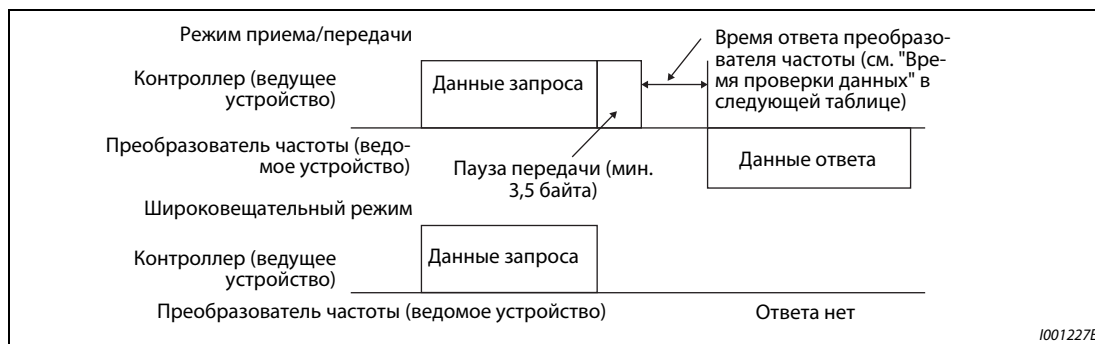 Режим приема/передачи
Время ответа преобразо-
вателя частоты (см. "Вре-
мя проверки данных" в
следующей таблице)
Контроллер (ведущее
устройство)
Данные запроса
Преобразователь частоты (ведо-
мое устройство)
Пауза передачи (мин.
3,5 байта)
Данные ответа
Широковещательный режим
Контроллер (ведущее
устройство)
Данные запроса
Преобразователь частоты (ведомое устройство)
Ответа нет
I001227E